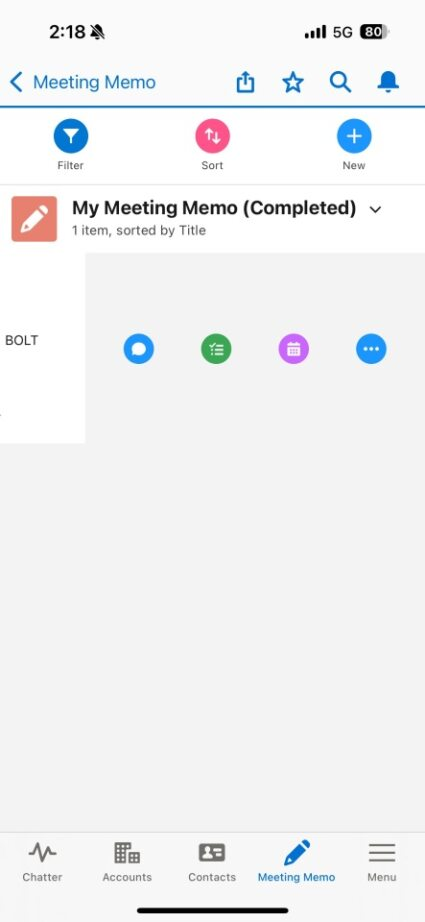 2:18
5G 80
Meeting Memo
Filter Sort New
My Meeting Memo (Completed)
1 item, sorted by Title
BOLT
Chatter Accounts Contacts Meeting Memo Menu